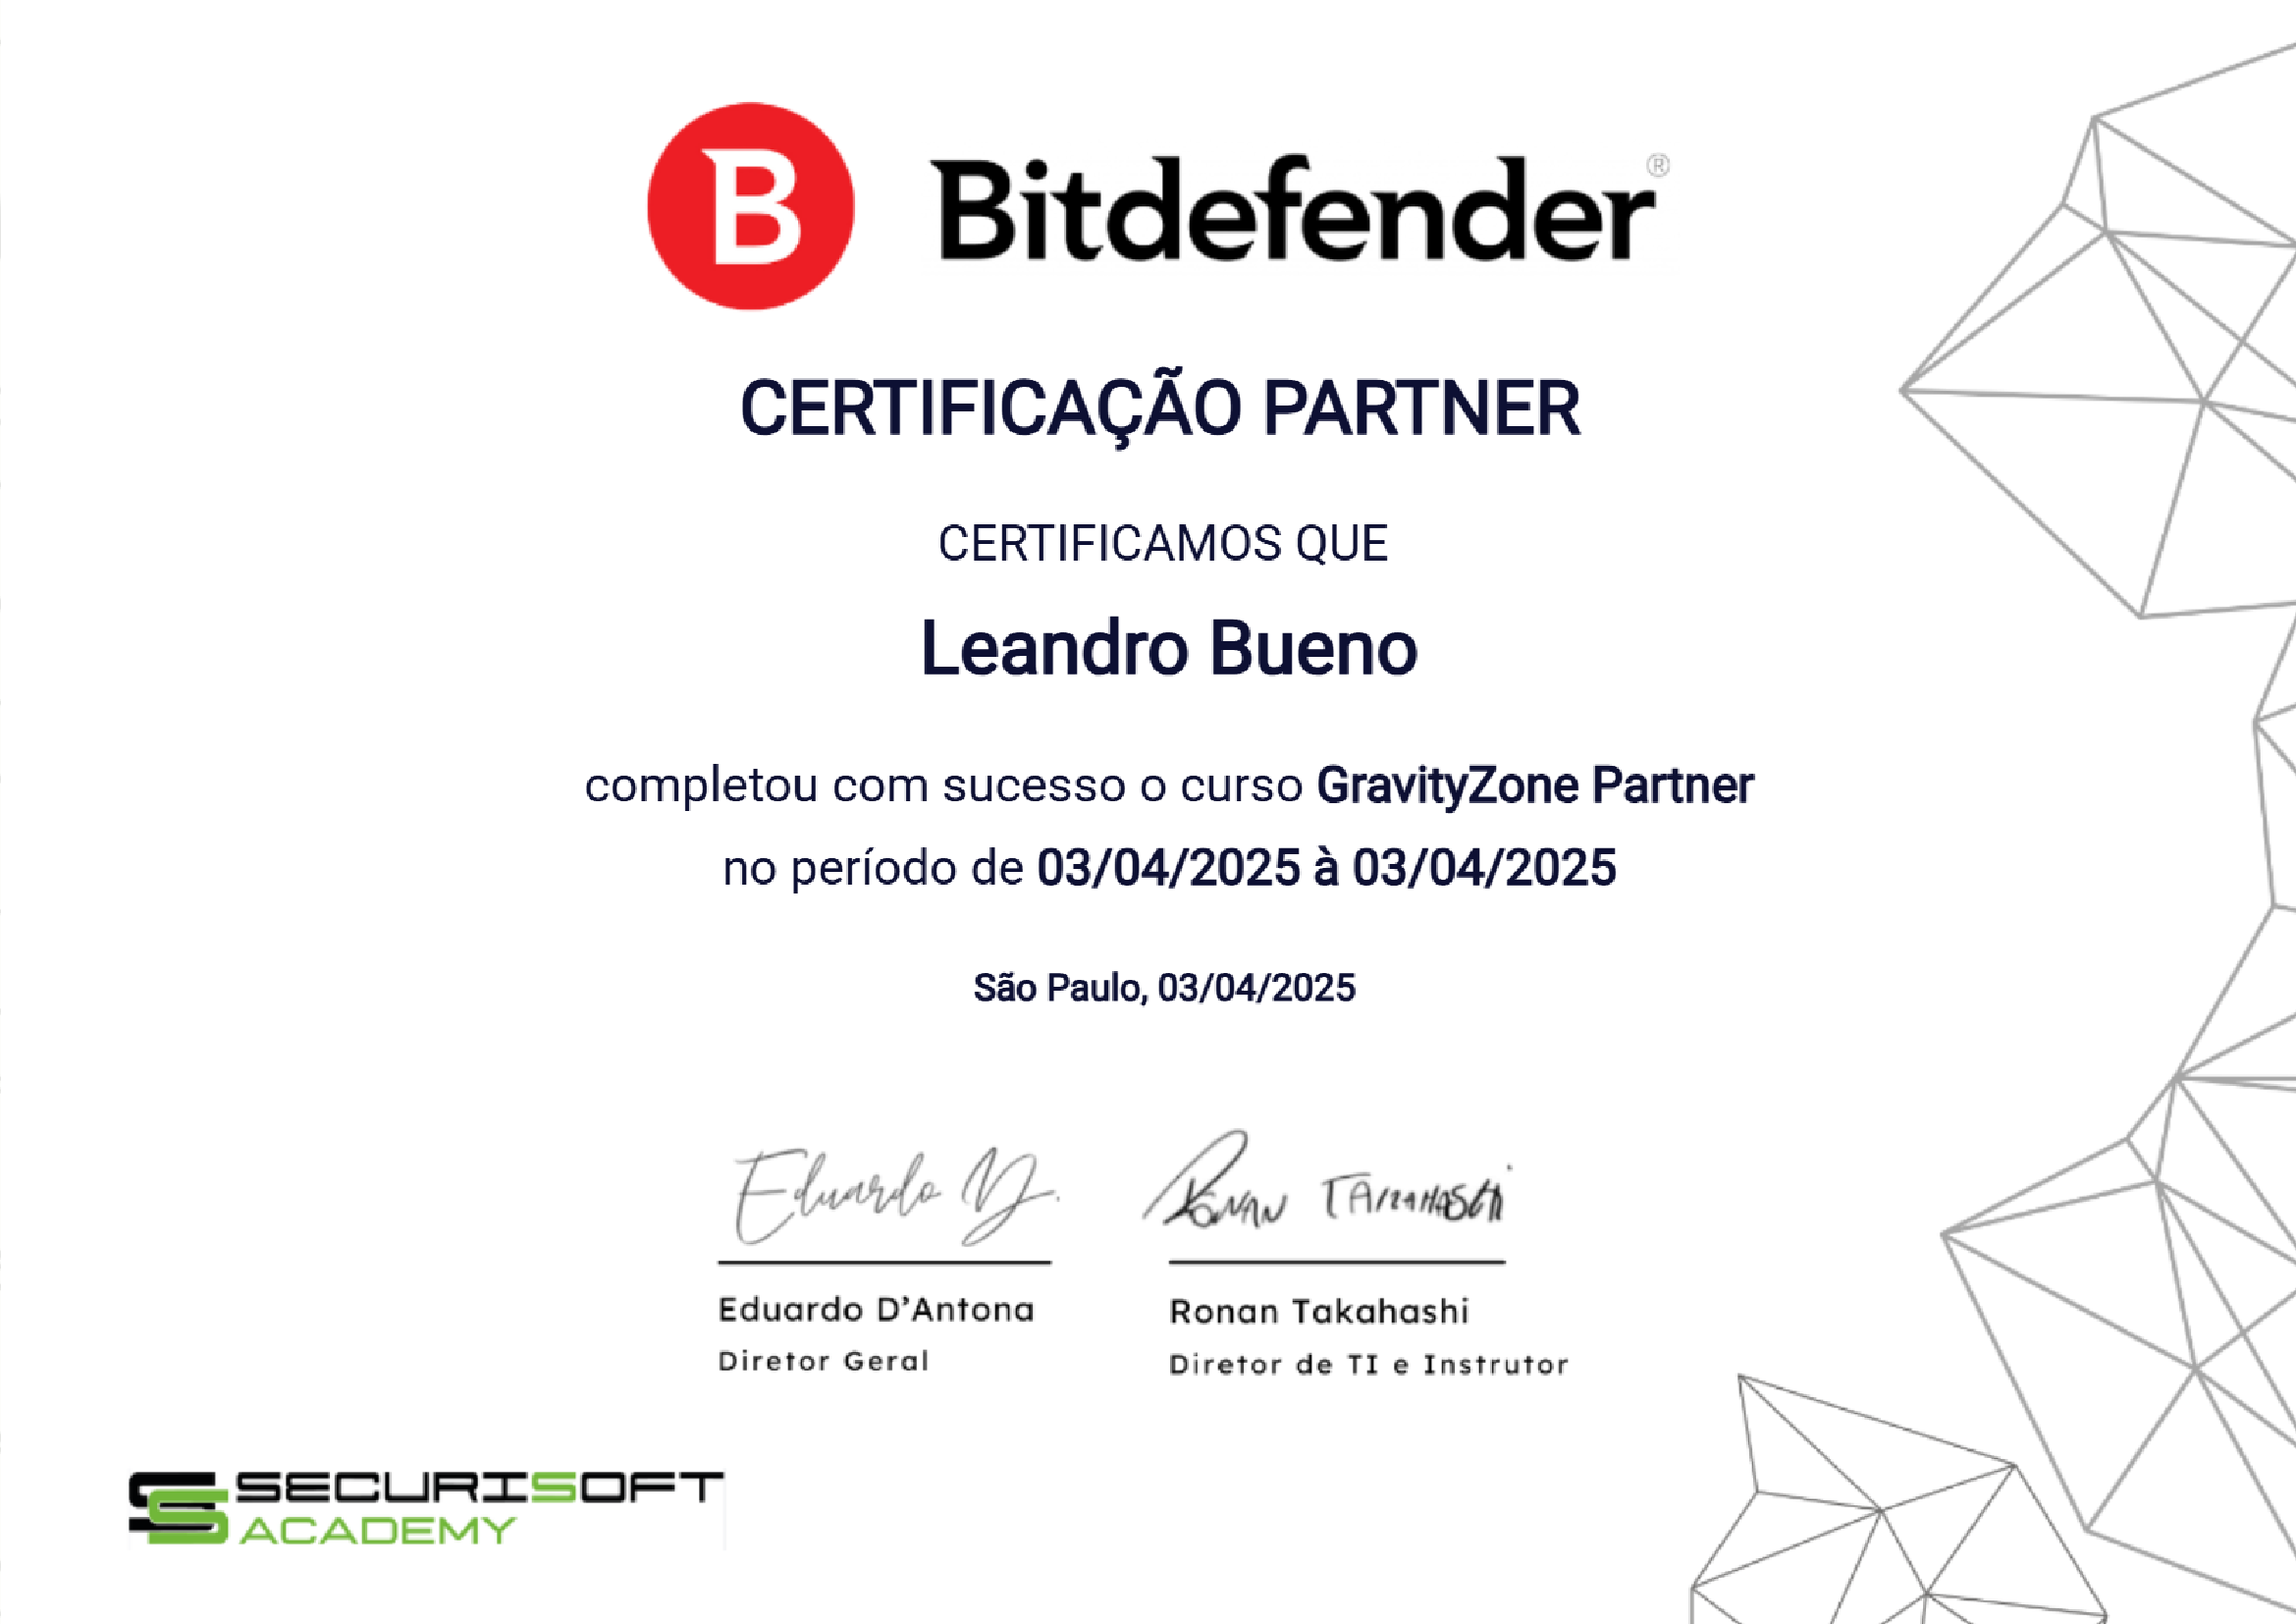 B Bitdefender®
CERTIFICAÇÃO PARTNER
CERTIFICAMOS QUE
Leandro Bueno
completou com sucesso o curso GravityZone Partner
no período de 03/04/2025 à 03/04/2025
São Paulo, 03/04/2025
Eduardo D. Ronan Takahashi
Eduardo D’Antona Ronan Takahashi
Diretor Geral Diretor de TI e Instrutor
SECURISOFT
ACADEMY